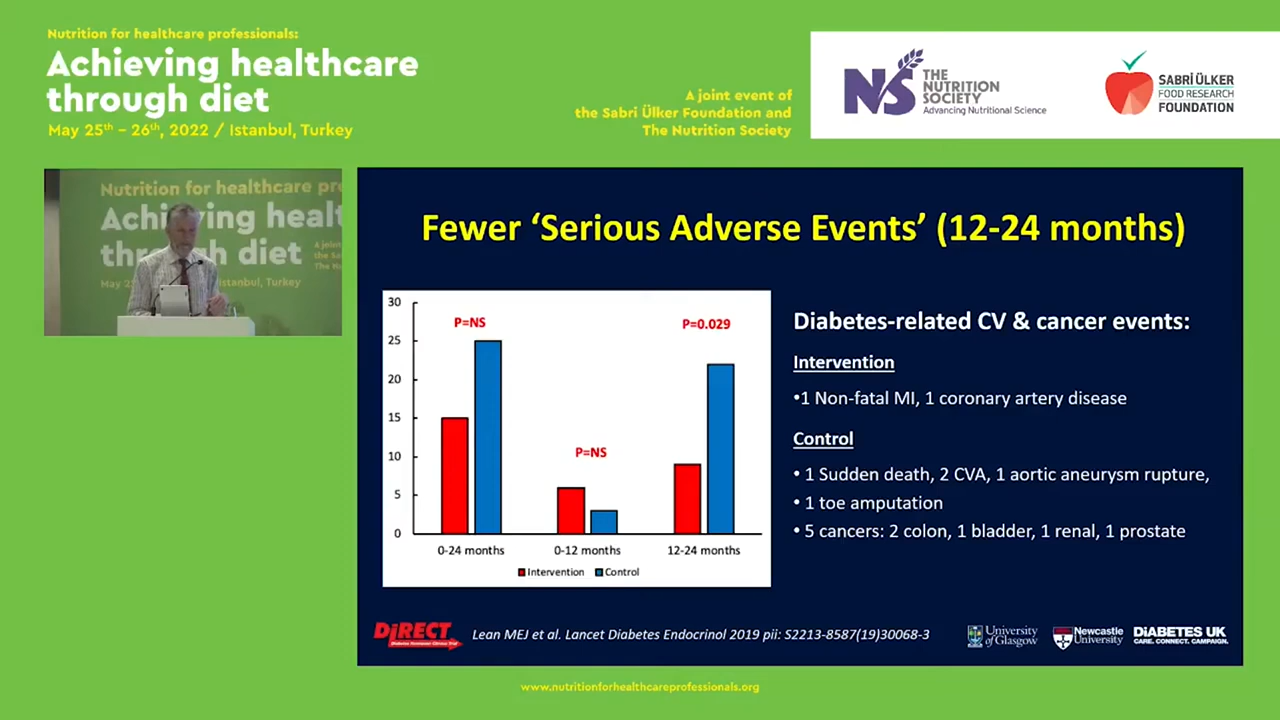 Nutrition for healthcare professionals:
Achieving healthcare
through diet
May 25th - 26th, 2022 / Istanbul, Turkey
A joint event of
the Sabri Ülker Foundation and
The Nutrition Society
NS
THE
NUTRITION
SOCIETY
Advancing Nutritional Science
SABRİ ÜLKER
FOOD RESEARCH
FOUNDATION
Nutrition for healthcare pr
Achi ing healt
through diet
A joint
the Sa
The N
May 2
Istanbul, Turkey
Fewer ‘Serious Adverse Events’ (12-24 months)
30
25
20
15
10
5
0
P=NS
P=NS
P=0.029
0-24 months
0-12 months
12-24 months
Intervention
Control
Diabetes-related CV & cancer events:
Intervention
•1 Non-fatal MI, 1 coronary artery disease
Control
• 1 Sudden death, 2 CVA, 1 aortic aneurysm rupture,
• 1 toe amputation
• 5 cancers: 2 colon, 1 bladder, 1 renal, 1 prostate
DiRECT
Lean MEJ et al. Lancet Diabetes Endocrinol 2019 pii: S2213-8587(19)30068-3
University
of Glasgow
Newcastle
University
DiABETES UK
CARE. CONNECT. CAMPAIGN.
www.nutritionforhealthcareprofessionals.org